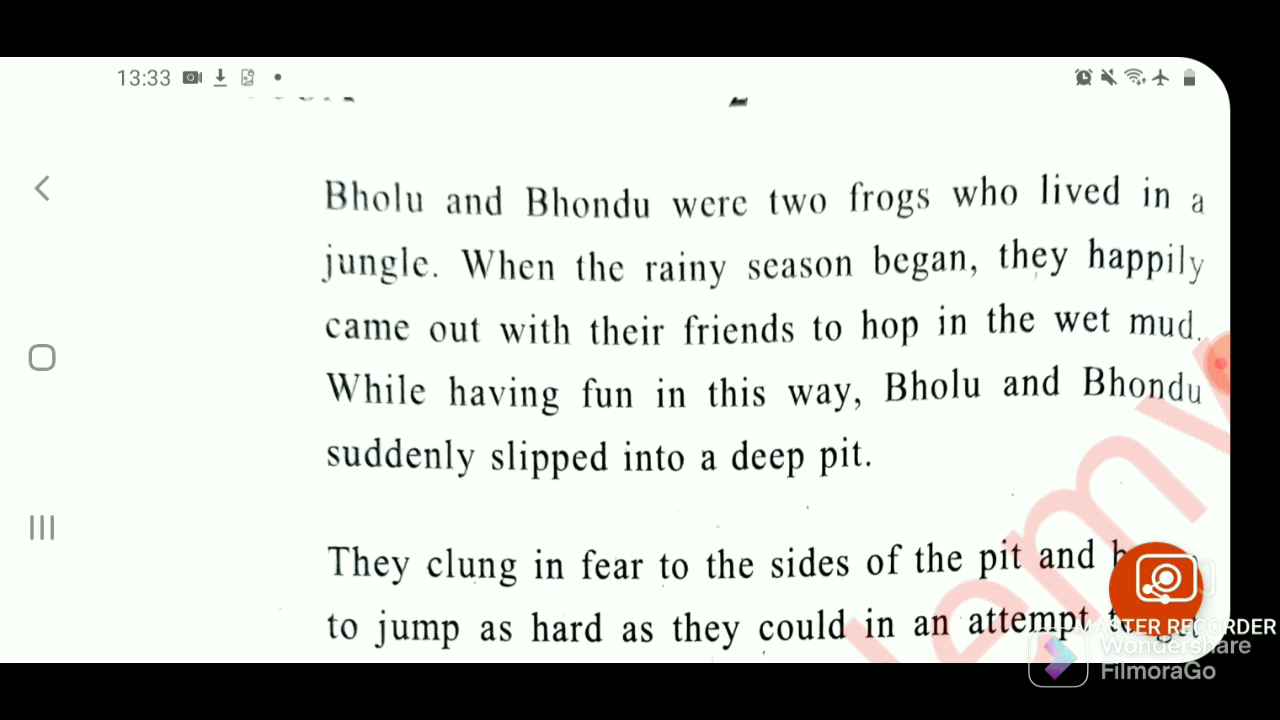 13:33
Bholu and Bhondu were two frogs who lived in a
jungle. When the rainy season began, they happily
came out with their friends to hop in the wet mud.
While having fun in this way, Bholu and Bhondu
suddenly slipped into a deep pit.
They clung in fear to the sides of the pit and
to jump as hard as they could in an attempt
MASTER RECORDER
Wondershare
FilmoraGo